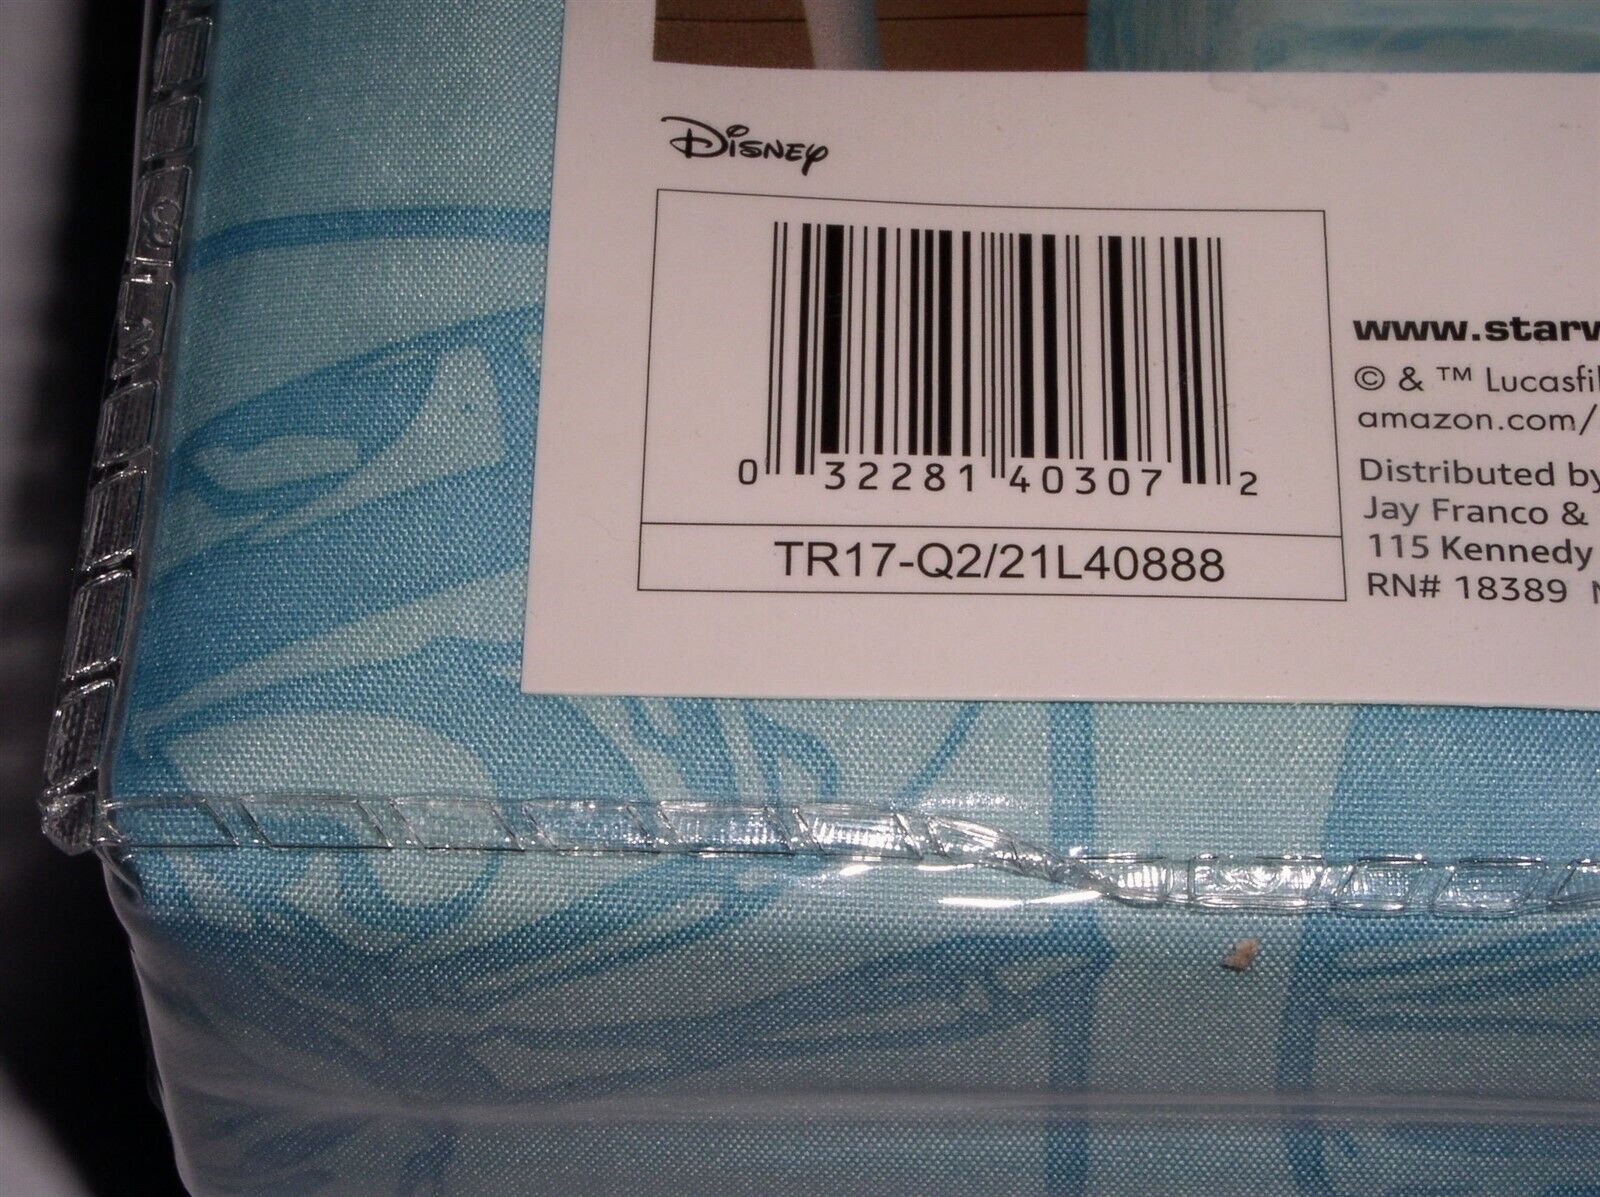 Disney
0 32281 40307 2
TR17-Q2/21L40888
www.starw
© & ™ Lucasfil
amazon.com/
Distributed by
Jay Franco &
115 Kennedy
RN# 18389